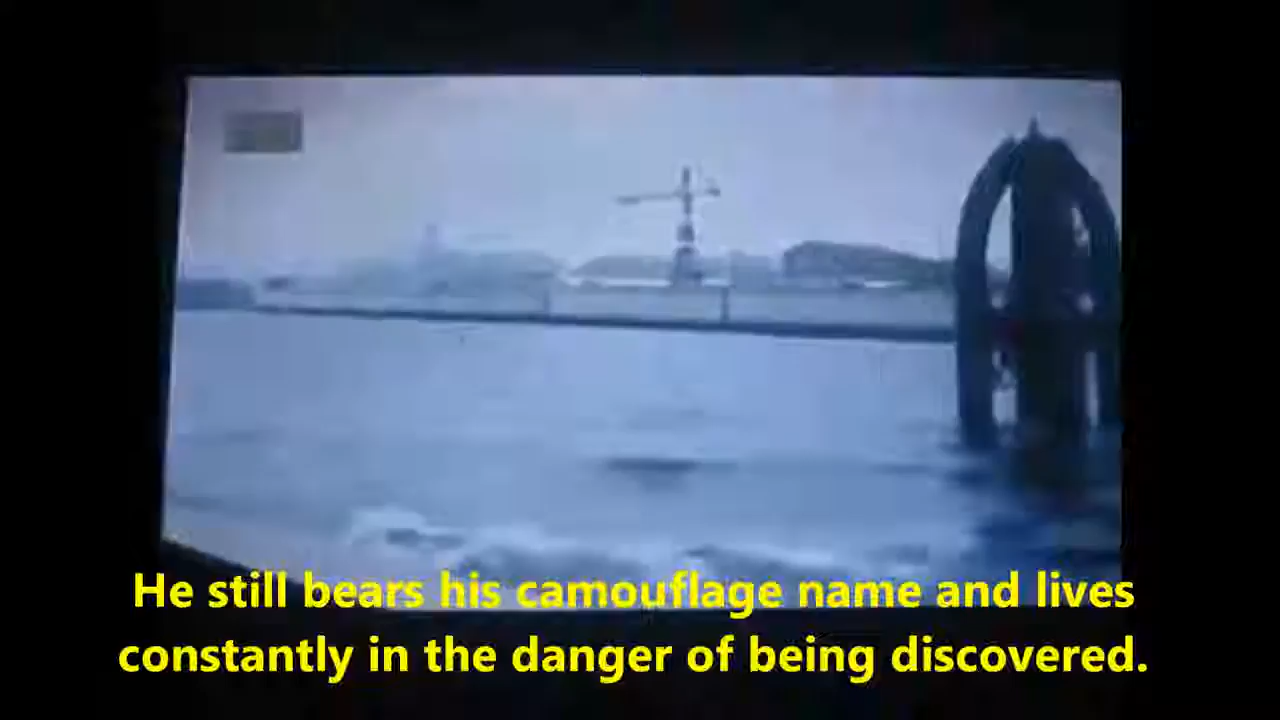 He still bears his camouflage name and lives
constantly in the danger of being discovered.